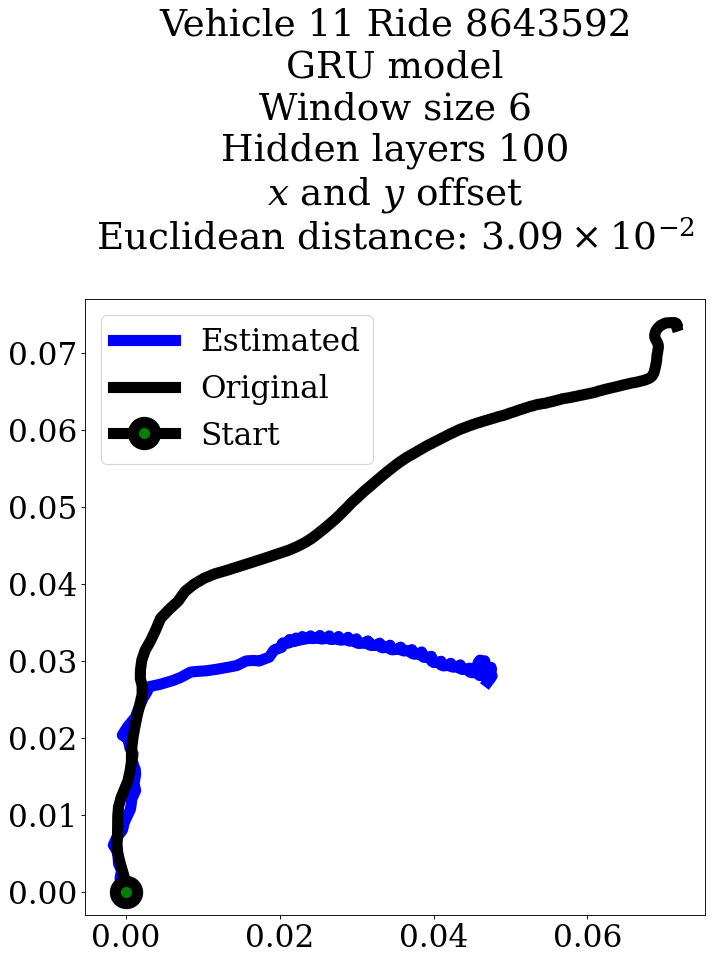 Vehicle 11 Ride 8643592
GRU model
Window size 6
Hidden layers 100
x and y offset
Euclidean distance: 3.09 × 10⁻²
Estimated
Original
Start
0.07
0.06
0.05
0.04
0.03
0.02
0.01
0.00
0.00 0.02 0.04 0.06